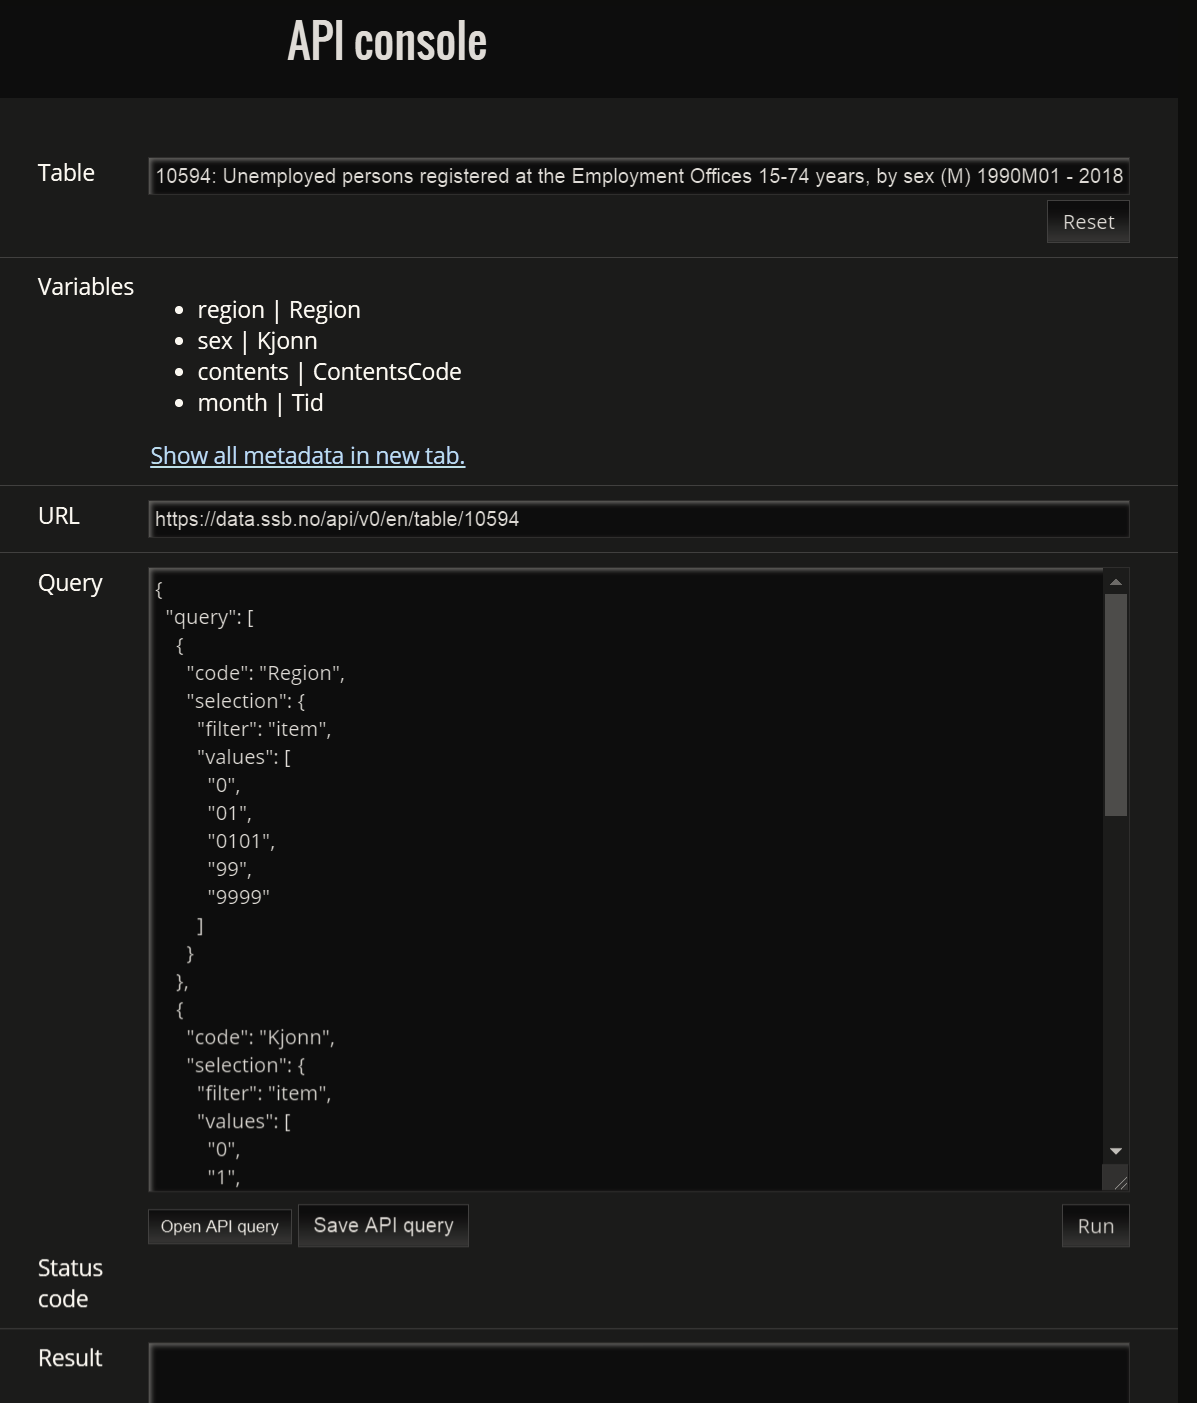 API console
Table
10594: Unemployed persons registered at the Employment Offices 15-74 years, by sex (M) 1990M01 - 2018
Reset
Variables
• region | Region
• sex | Kjonn
• contents | ContentsCode
• month | Tid
Show all metadata in new tab.
URL
https://data.ssb.no/api/v0/en/table/10594
Query
{
"query": [
{
"code": "Region",
"selection": {
"filter": "item",
"values": [
"0",
"01",
"0101",
"99",
"9999"
]
}
},
{
"code": "Kjonn",
"selection": {
"filter": "item",
"values": [
"0",
"1",
Open API query
Save API query
Run
Status
code
Result